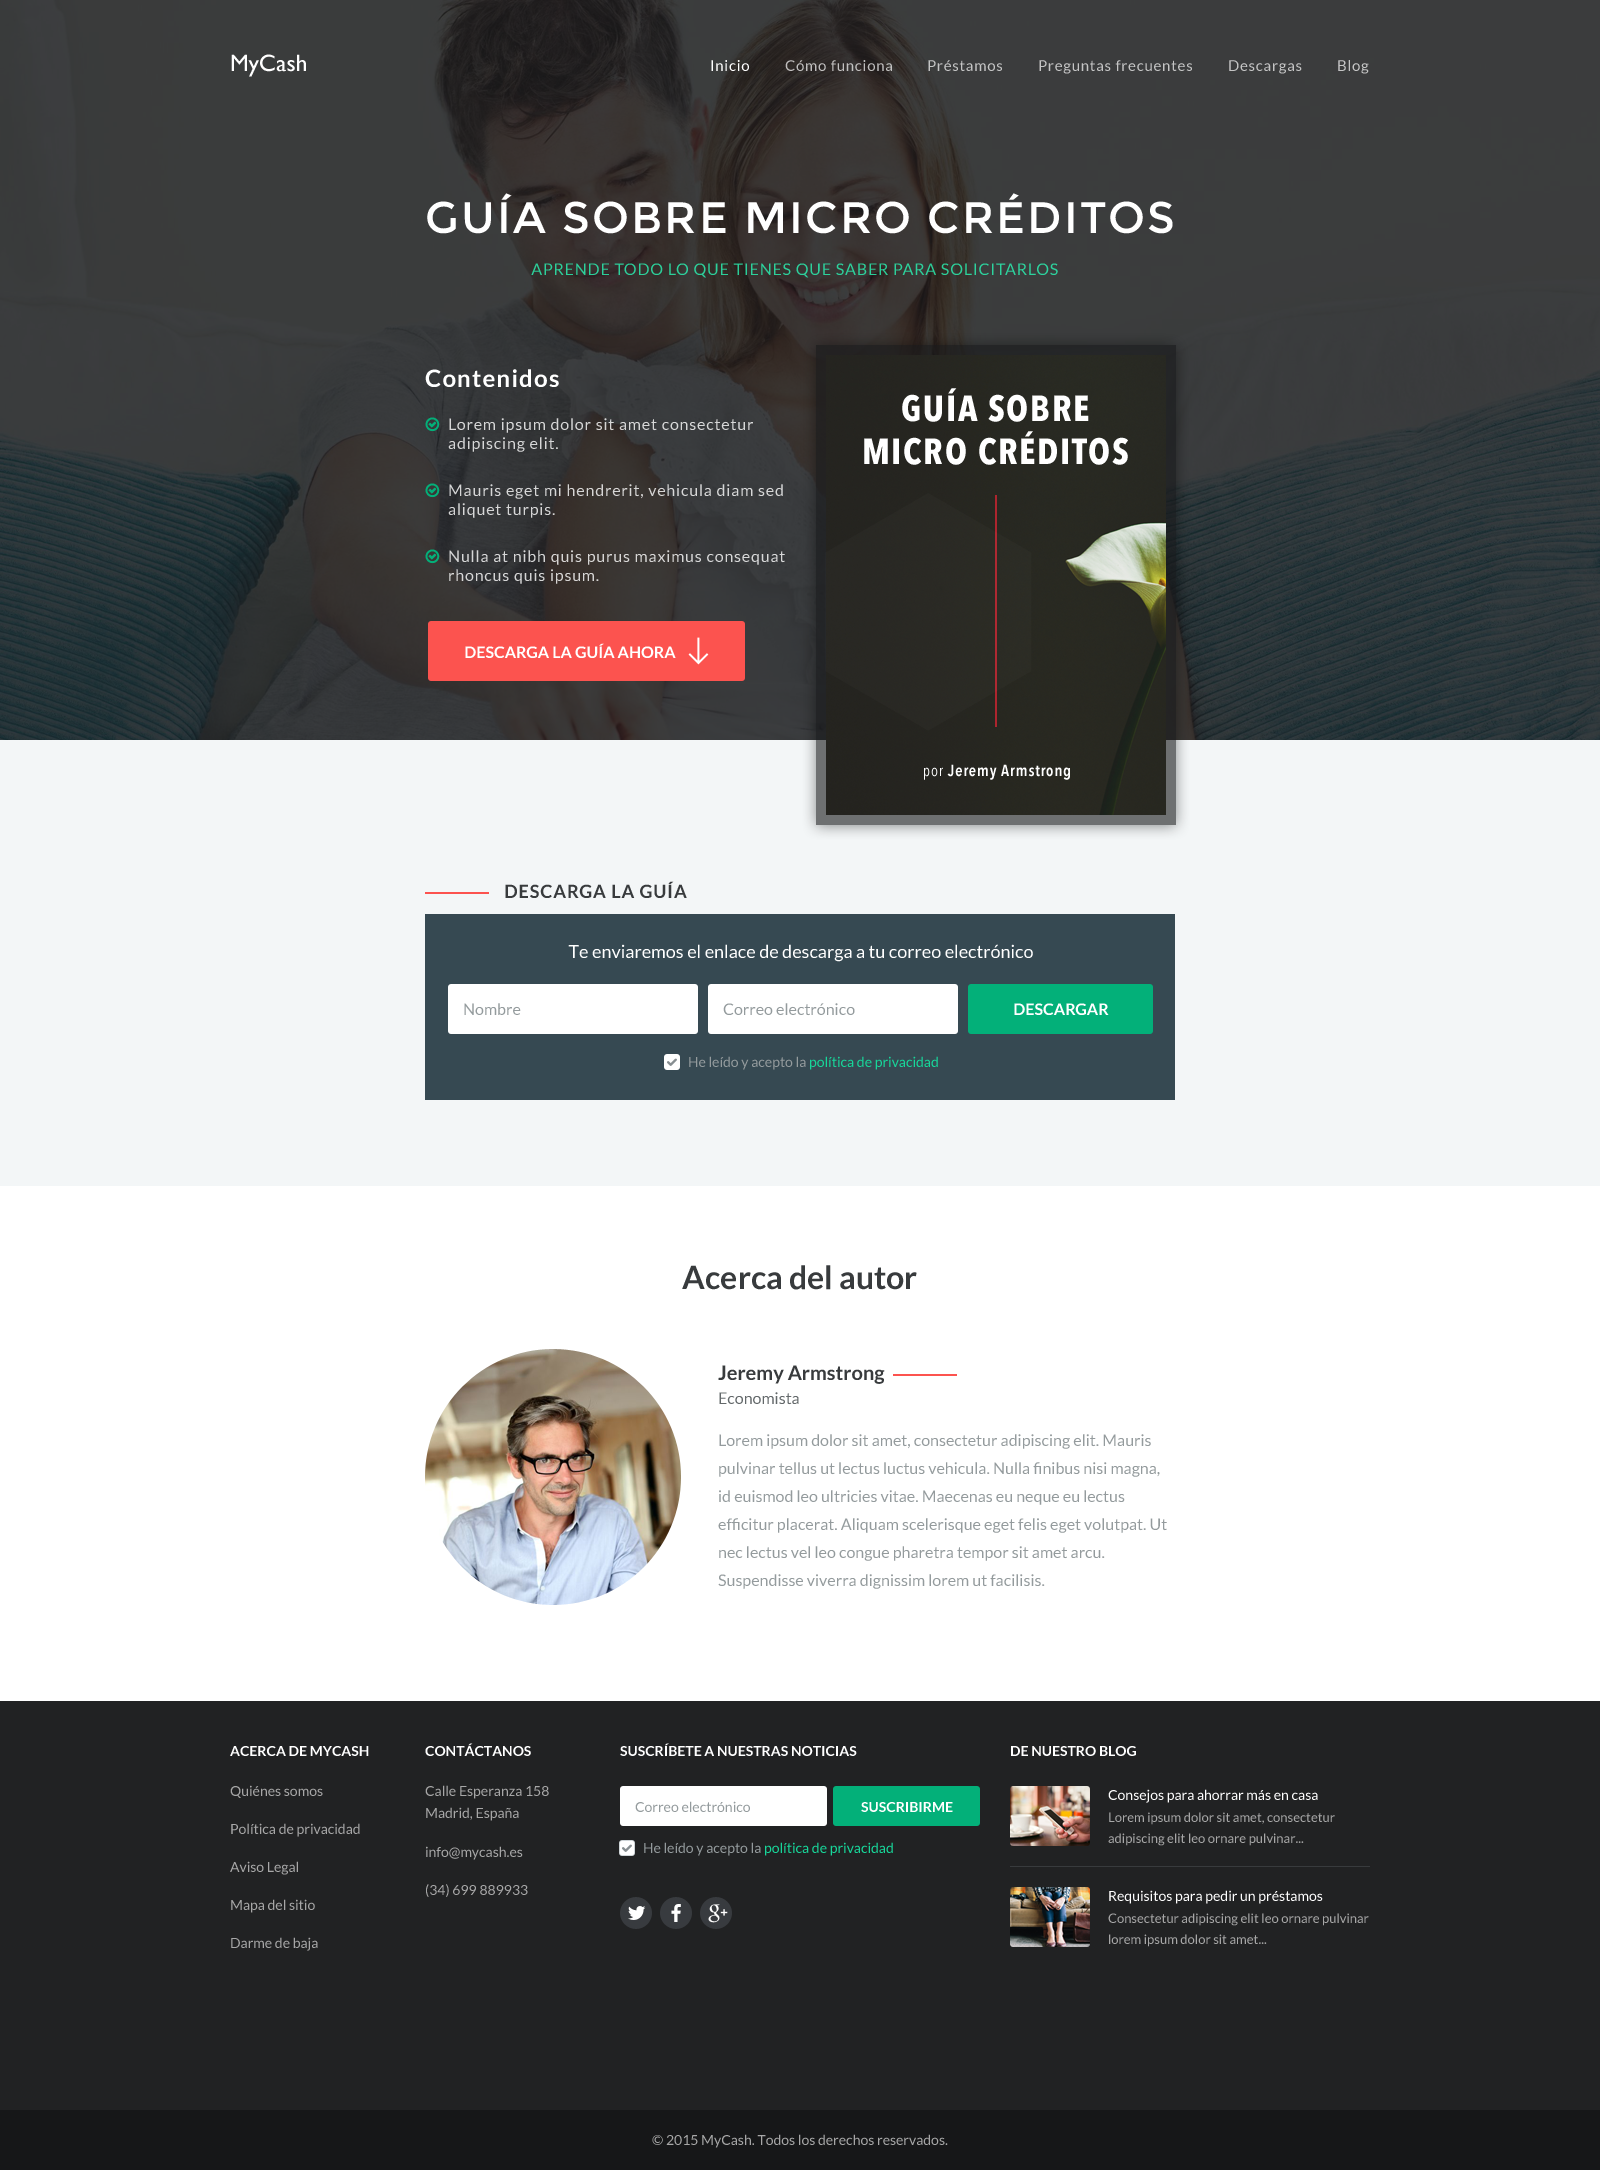 MyCash
Inicio
Cómo funciona
Préstamos
Preguntas frecuentes
Descargas
Blog
GUÍA SOBRE MICRO CRÉDITOS
APRENDE TODO LO QUE TIENES QUE SABER PARA SOLICITARLOS
Contenidos
Lorem ipsum dolor sit amet consectetur
adipiscing elit.
Mauris eget mi hendrerit, vehicula diam sed
aliquet turpis.
Nulla at nibh quis purus maximus consequat
rhoncus quis ipsum.
DESCARGA LA GUÍA AHORA
GUÍA SOBRE
MICRO CRÉDITOS
por Jeremy Armstrong
DESCARGA LA GUÍA
Te enviaremos el enlace de descarga a tu correo electrónico
Nombre
Correo electrónico
DESCARGAR
He leído y acepto la política de privacidad
Acerca del autor
Jeremy Armstrong
Economista
Lorem ipsum dolor sit amet, consectetur adipiscing elit. Mauris
pulvinar tellus ut lectus luctus vehicula. Nulla finibus nisi magna,
id euismod leo ultricies vitae. Maecenas eu neque eu lectus
efficitur placerat. Aliquam scelerisque eget felis eget volutpat. Ut
nec lectus vel leo congue pharetra tempor sit amet arcu.
Suspendisse viverra dignissim lorem ut facilisis.
ACERCA DE MYCASH
Quiénes somos
Política de privacidad
Aviso Legal
Mapa del sitio
Darme de baja
CONTÁCTANOS
Calle Esperanza 158
Madrid, España
info@mycash.es
(34) 699 889933
SUSCRÍBETE A NUESTRAS NOTICIAS
Correo electrónico
SUSCRIBIRME
He leído y acepto la política de privacidad
DE NUESTRO BLOG
Consejos para ahorrar más en casa
Lorem ipsum dolor sit amet, consectetur
adipiscing elit leo ornare pulvinar...
Requisitos para pedir un préstamos
Consectetur adipiscing elit leo ornare pulvinar
lorem ipsum dolor sit amet...
© 2015 MyCash. Todos los derechos reservados.